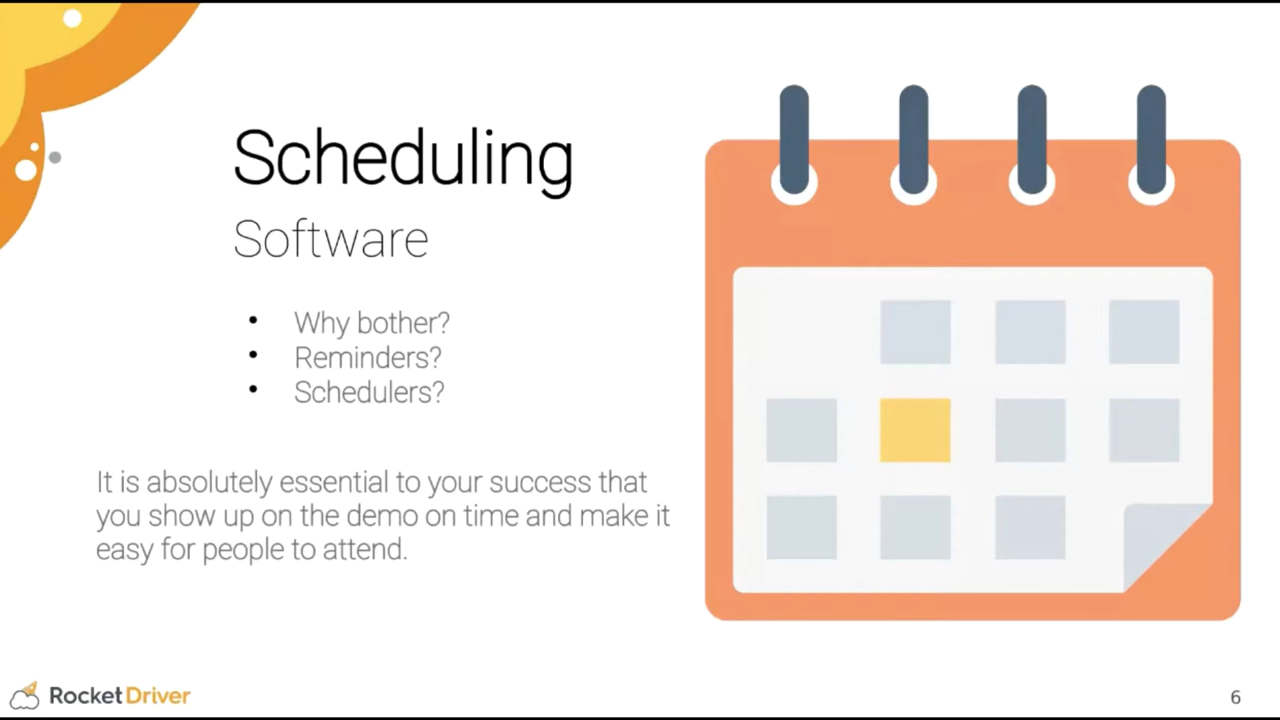 Scheduling
Software
• Why bother?
• Reminders?
• Schedulers?
It is absolutely essential to your success that
you show up on the demo on time and make it
easy for people to attend.
RocketDriver
6